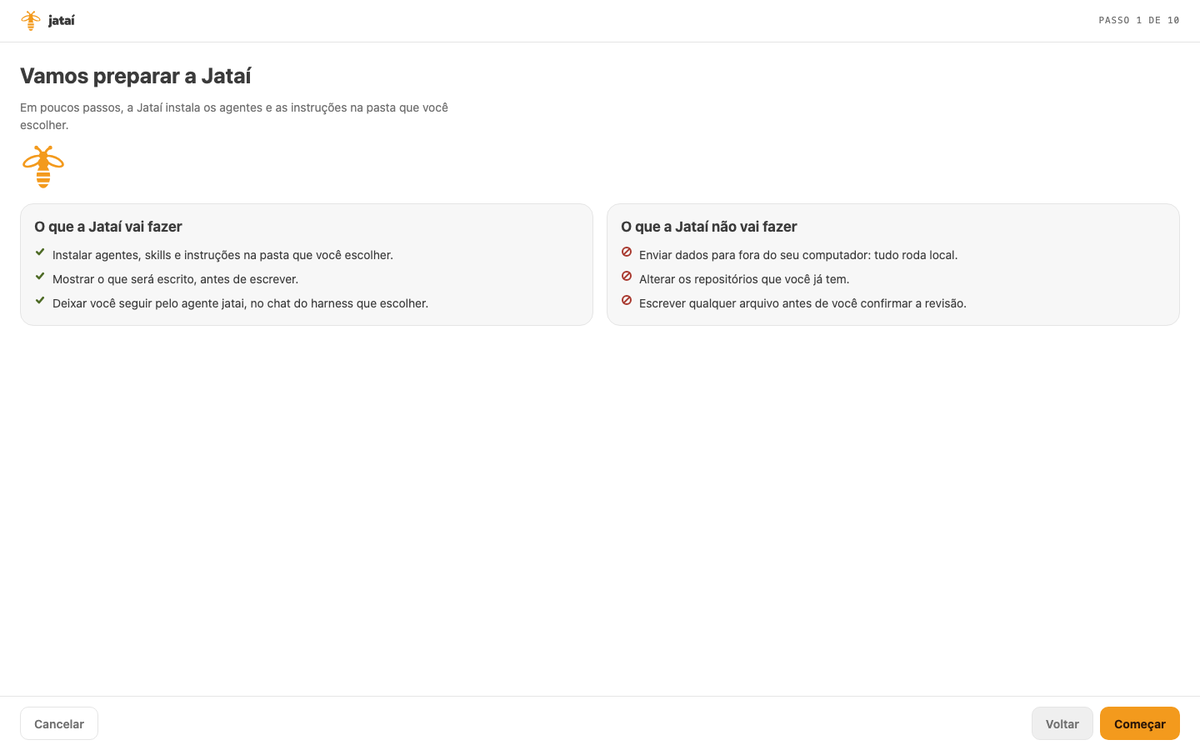 jataí
PASSO 1 DE 10
Vamos preparar a Jataí
Em poucos passos, a Jataí instala os agentes e as instruções na pasta que você
escolher.
O que a Jataí vai fazer
Instalar agentes, skills e instruções na pasta que você escolher.
Mostrar o que será escrito, antes de escrever.
Deixar você seguir pelo agente jatai, no chat do harness que escolher.
O que a Jataí não vai fazer
Enviar dados para fora do seu computador: tudo roda local.
Alterar os repositórios que você já tem.
Escrever qualquer arquivo antes de você confirmar a revisão.
Cancelar
Voltar
Começar